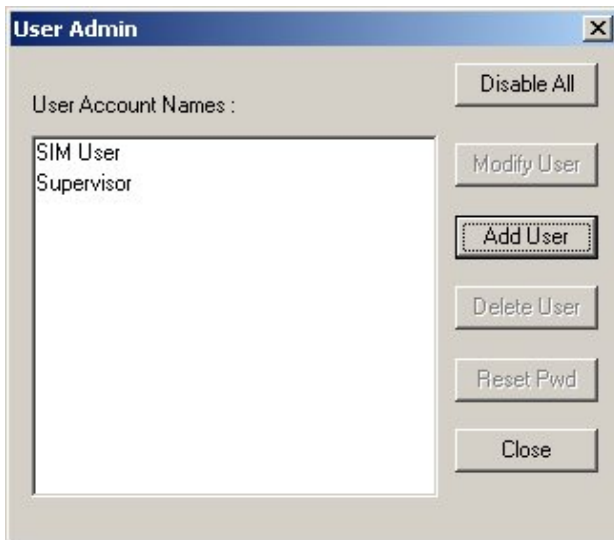 User Admin
Disable All
User Account Names :
SIM User
Supervisor
Modify User
Add User
Delete User
Reset Pwd
Close